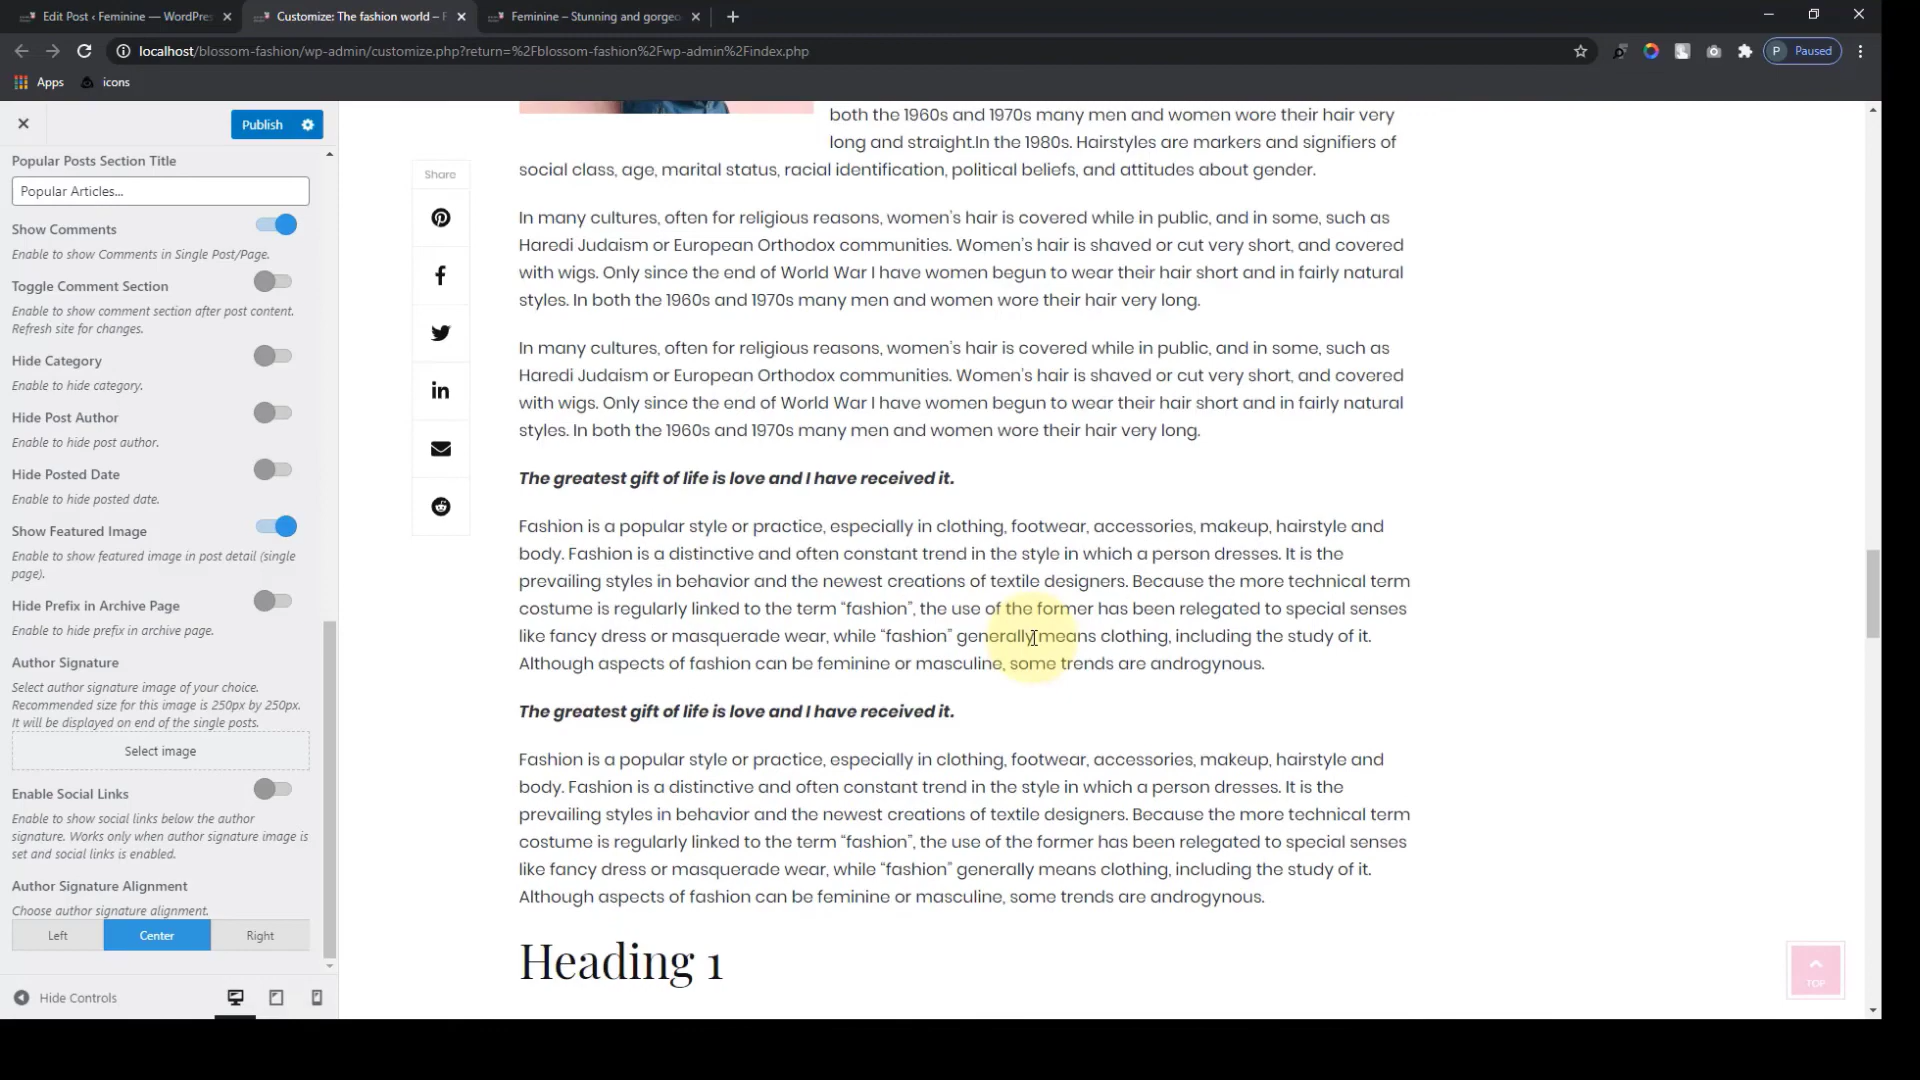 Edit Post ‹ Feminine — WordPres
Customize: The fashion world – F
Feminine – Stunning and gorgeo
localhost/blossom-fashion/wp-admin/customize.php?return=%2Fblossom-fashion%2Fwp-admin%2Findex.php
P Paused
Apps
icons
Publish
Popular Posts Section Title
Popular Articles...
Show Comments
Enable to show Comments in Single Post/Page.
Toggle Comment Section
Enable to show comment section after post content.
Refresh site for changes.
Hide Category
Enable to hide category.
Hide Post Author
Enable to hide post author.
Hide Posted Date
Enable to hide posted date.
Show Featured Image
Enable to show featured image in post detail (single
page).
Hide Prefix in Archive Page
Enable to hide prefix in archive page.
Author Signature
Select author signature image of your choice.
Recommended size for this image is 250px by 250px.
It will be displayed on end of the single posts.
Select image
Enable Social Links
Enable to show social links below the author
signature. Works only when author signature image is
set and social links is enabled.
Author Signature Alignment
Choose author signature alignment.
Left
Center
Right
Hide Controls
Share
both the 1960s and 1970s many men and women wore their hair very
long and straight.In the 1980s. Hairstyles are markers and signifiers of
social class, age, marital status, racial identification, political beliefs, and attitudes about gender.
In many cultures, often for religious reasons, women's hair is covered while in public, and in some, such as
Haredi Judaism or European Orthodox communities. Women's hair is shaved or cut very short, and covered
with wigs. Only since the end of World War I have women begun to wear their hair short and in fairly natural
styles. In both the 1960s and 1970s many men and women wore their hair very long.
In many cultures, often for religious reasons, women's hair is covered while in public, and in some, such as
Haredi Judaism or European Orthodox communities. Women's hair is shaved or cut very short, and covered
with wigs. Only since the end of World War I have women begun to wear their hair short and in fairly natural
styles. In both the 1960s and 1970s many men and women wore their hair very long.
The greatest gift of life is love and I have received it.
Fashion is a popular style or practice, especially in clothing, footwear, accessories, makeup, hairstyle and
body. Fashion is a distinctive and often constant trend in the style in which a person dresses. It is the
prevailing styles in behavior and the newest creations of textile designers. Because the more technical term
costume is regularly linked to the term “fashion”, the use of the former has been relegated to special senses
like fancy dress or masquerade wear, while “fashion” generally means clothing, including the study of it.
Although aspects of fashion can be feminine or masculine, some trends are androgynous.
The greatest gift of life is love and I have received it.
Fashion is a popular style or practice, especially in clothing, footwear, accessories, makeup, hairstyle and
body. Fashion is a distinctive and often constant trend in the style in which a person dresses. It is the
prevailing styles in behavior and the newest creations of textile designers. Because the more technical term
costume is regularly linked to the term “fashion”, the use of the former has been relegated to special senses
like fancy dress or masquerade wear, while “fashion” generally means clothing, including the study of it.
Although aspects of fashion can be feminine or masculine, some trends are androgynous.
Heading 1
TOP